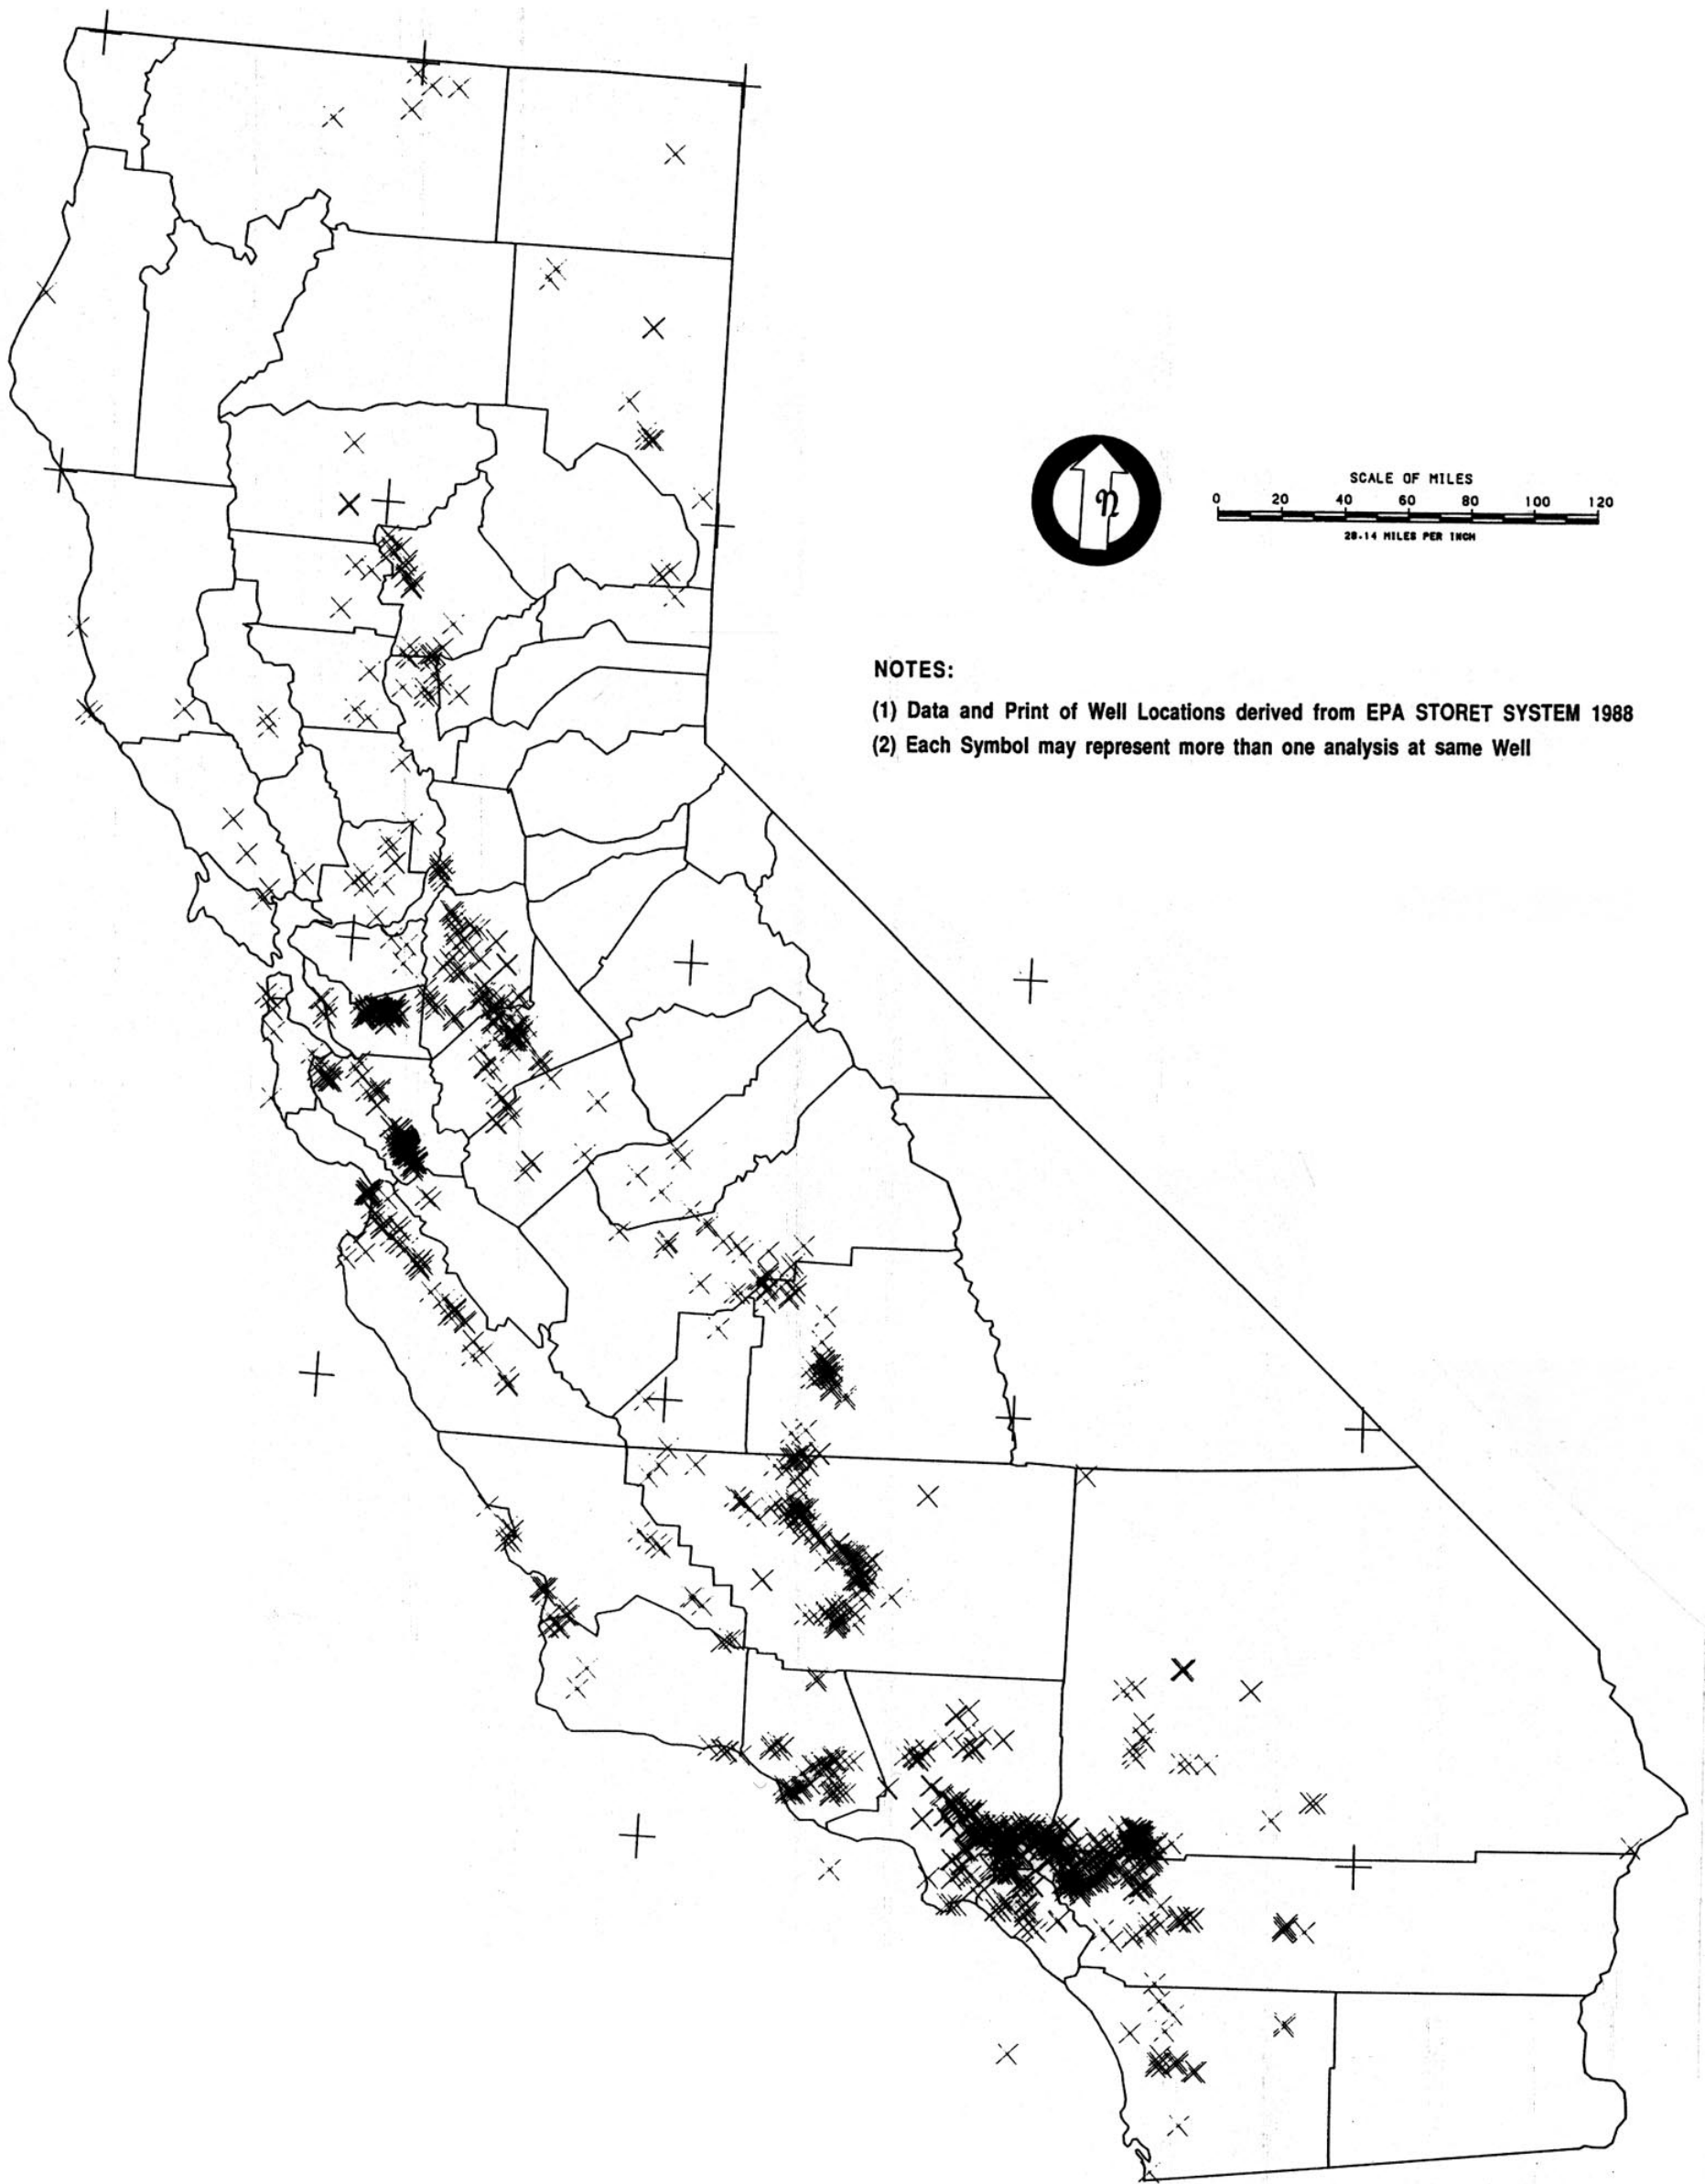 n
SCALE OF MILES
0 20 40 60 80 100 120
28.14 MILES PER INCH
NOTES:
(1) Data and Print of Well Locations derived from EPA STORET SYSTEM 1988
(2) Each Symbol may represent more than one analysis at same Well